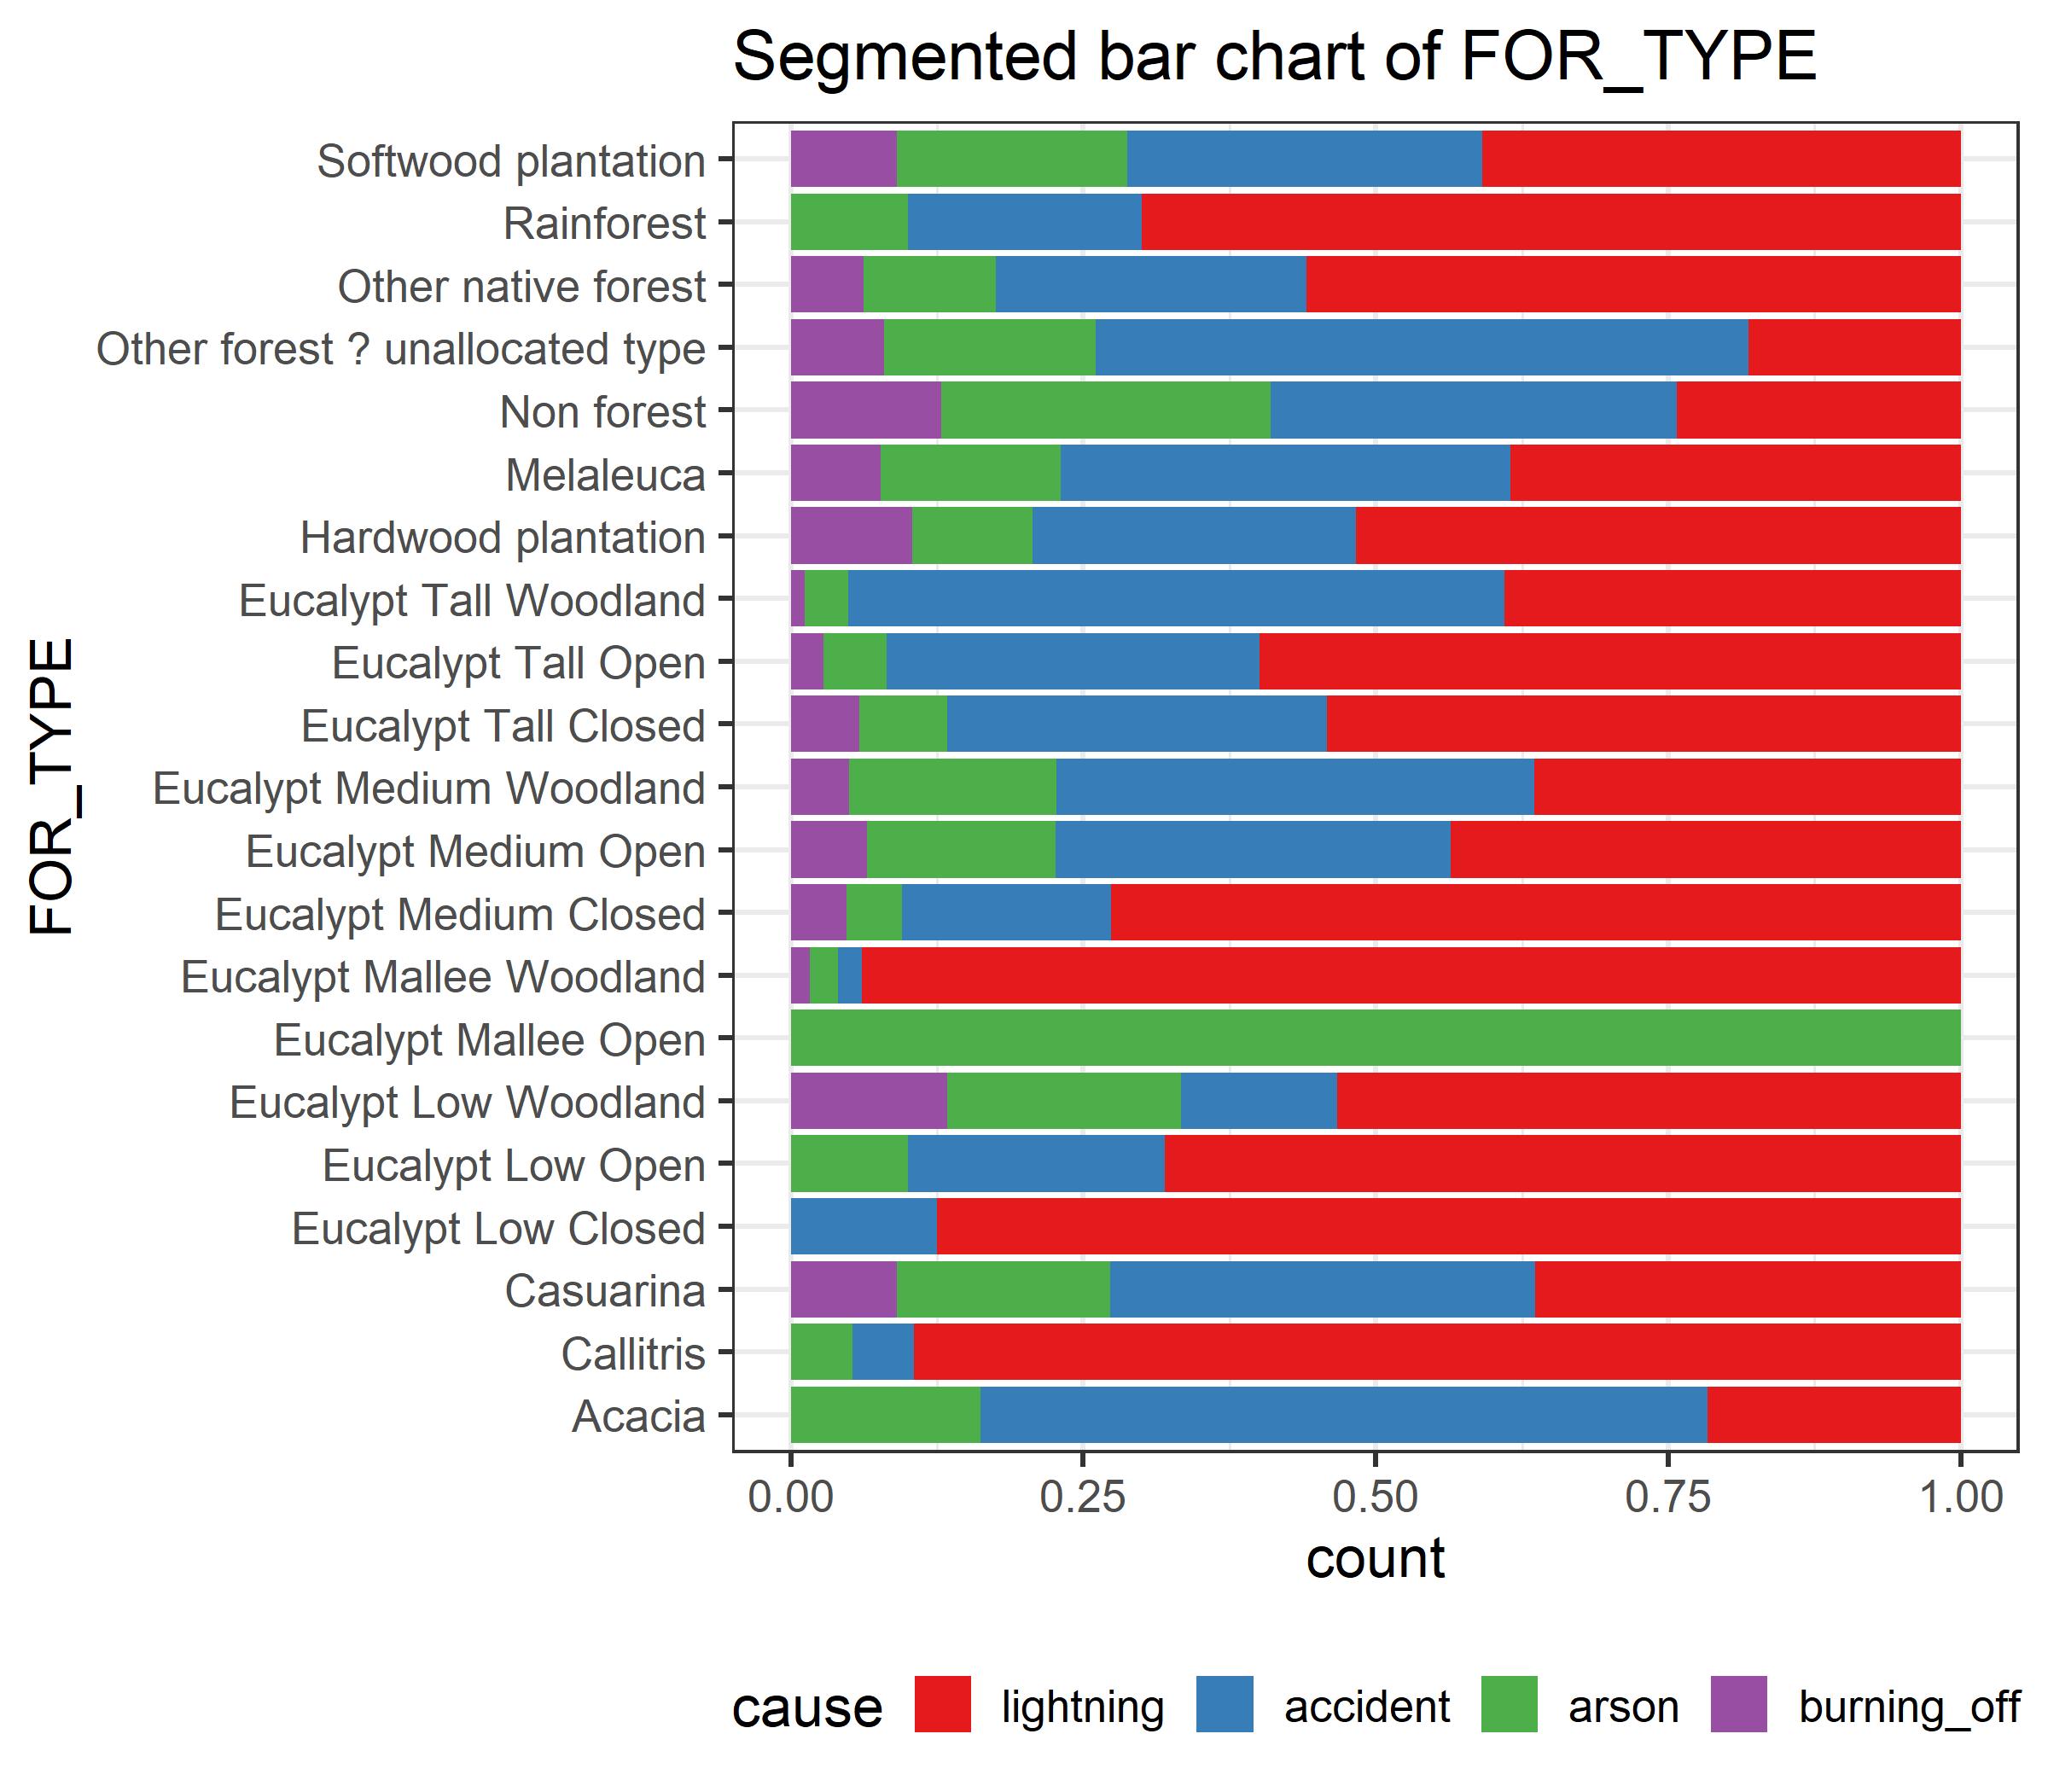 Segmented bar chart of FOR_TYPE
FOR_TYPE
Softwood plantation
Rainforest
Other native forest
Other forest ? unallocated type
Non forest
Melaleuca
Hardwood plantation
Eucalypt Tall Woodland
Eucalypt Tall Open
Eucalypt Tall Closed
Eucalypt Medium Woodland
Eucalypt Medium Open
Eucalypt Medium Closed
Eucalypt Mallee Woodland
Eucalypt Mallee Open
Eucalypt Low Woodland
Eucalypt Low Open
Eucalypt Low Closed
Casuarina
Callitris
Acacia
0.00 0.25 0.50 0.75 1.00
count
cause lightning accident arson burning_off